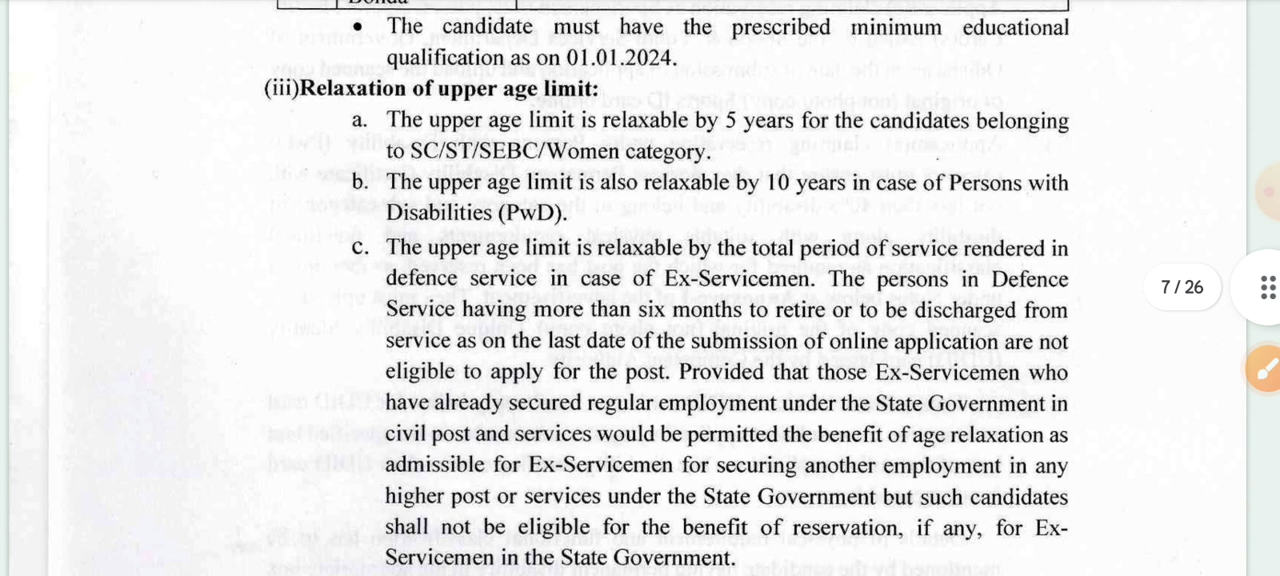 Bonda
• The candidate must have the prescribed minimum educational
qualification as on 01.01.2024.
(iii)Relaxation of upper age limit:
a. The upper age limit is relaxable by 5 years for the candidates belonging
to SC/ST/SEBC/Women category.
b. The upper age limit is also relaxable by 10 years in case of Persons with
Disabilities (PwD).
c. The upper age limit is relaxable by the total period of service rendered in
defence service in case of Ex-Servicemen. The persons in Defence
Service having more than six months to retire or to be discharged from
service as on the last date of the submission of online application are not
eligible to apply for the post. Provided that those Ex-Servicemen who
have already secured regular employment under the State Government in
civil post and services would be permitted the benefit of age relaxation as
admissible for Ex-Servicemen for securing another employment in any
higher post or services under the State Government but such candidates
shall not be eligible for the benefit of reservation, if any, for Ex-
Servicemen in the State Government.
7 / 26